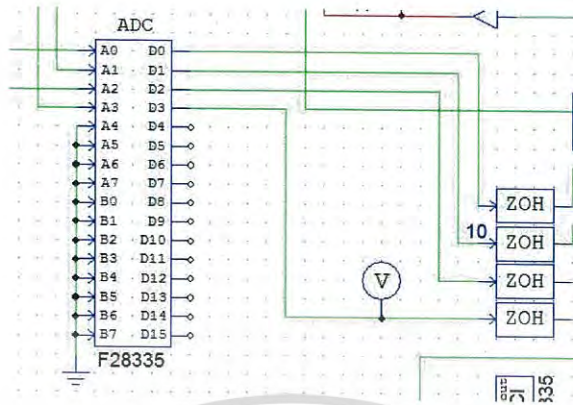 ADC
A0 D0
A1 D1
A2 D2
A3 D3
A4 D4
A5 D5
A6 D6
A7 D7
B0 D8
B1 D9
B2 D10
B3 D11
B4 D12
B5 D13
B6 D14
B7 D15
F28335
ZOH
10
ZOH
ZOH
ZOH
V
335